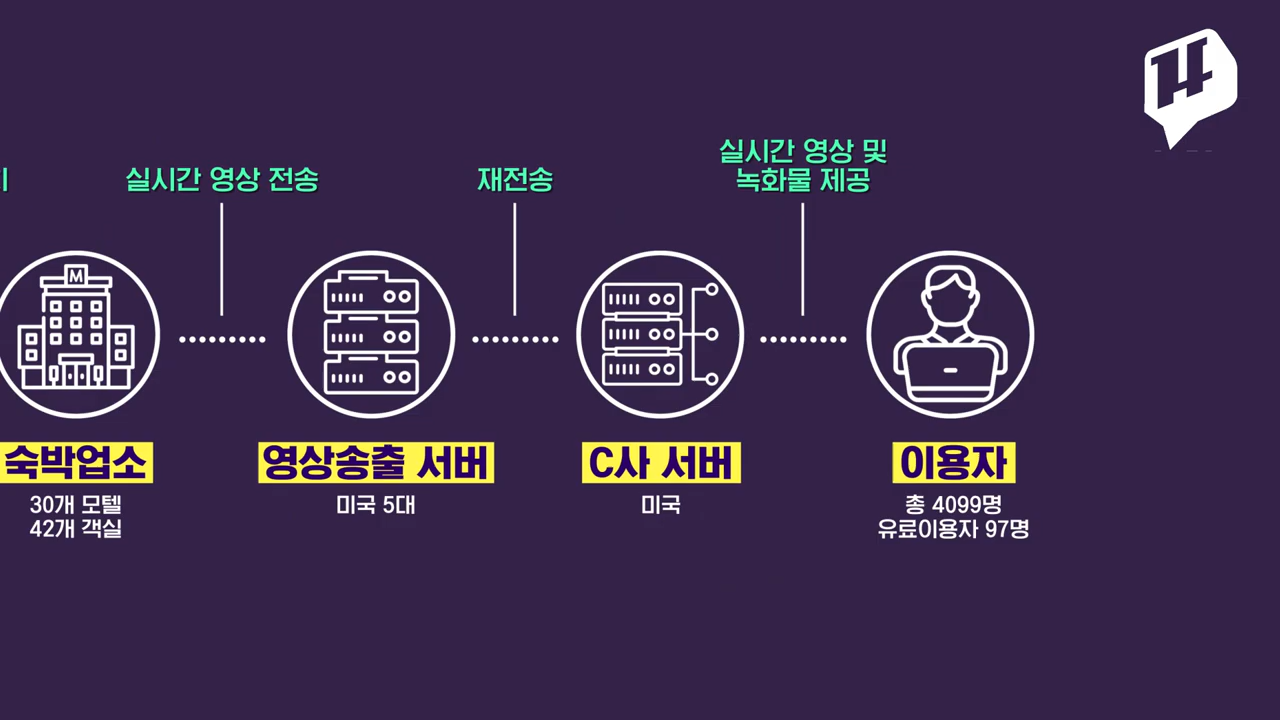 실시간 영상 전송
재전송
실시간 영상 및
녹화물 제공
M
숙박업소
30개 모텔
42개 객실
영상송출 서버
미국 5대
C사 서버
미국
이용자
총 4099명
유료이용자 97명